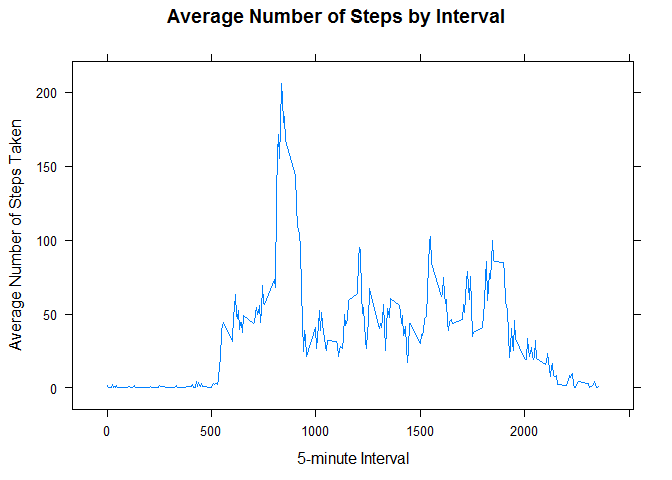 Average Number of Steps by Interval
Average Number of Steps Taken
200
150
100
50
0
0 500 1000 1500 2000
5-minute Interval